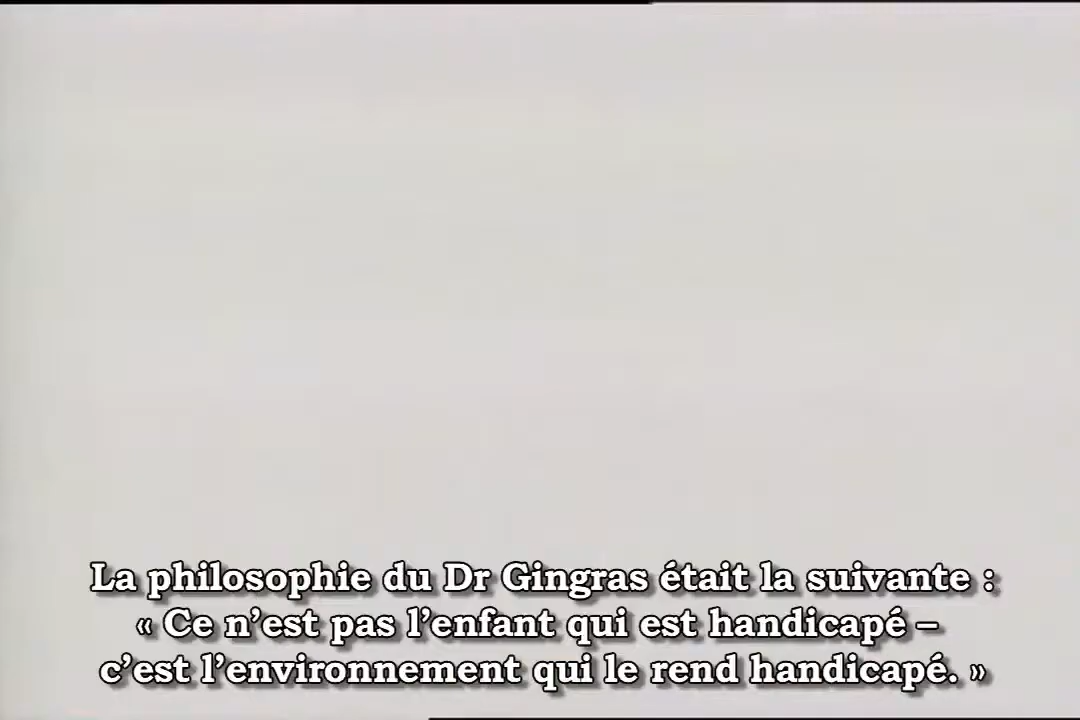 La philosophie du Dr Gingras était la suivante :
« Ce n’est pas l’enfant qui est handicapé –
c’est l’environnement qui le rend handicapé. »